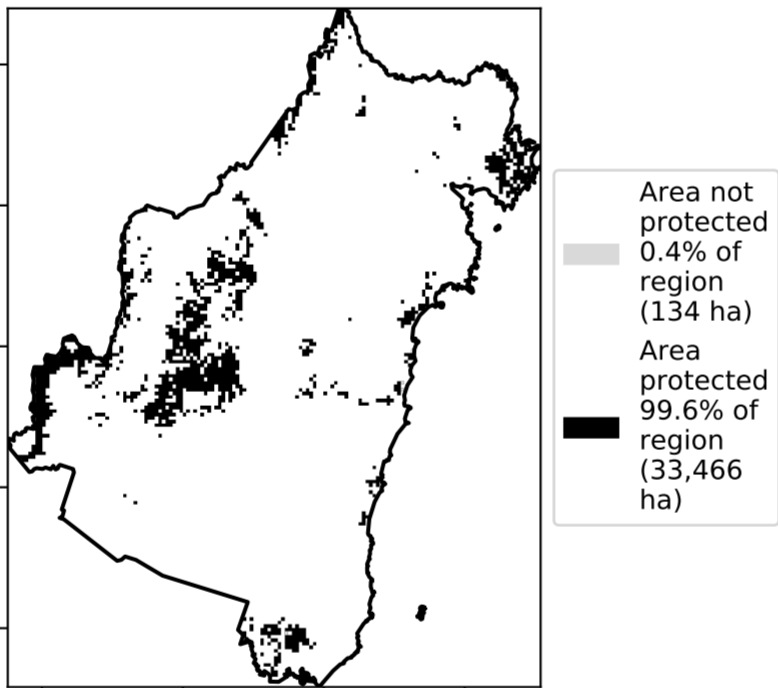 Area not
protected
0.4% of
region
(134 ha)
Area
protected
99.6% of
region
(33,466
ha)